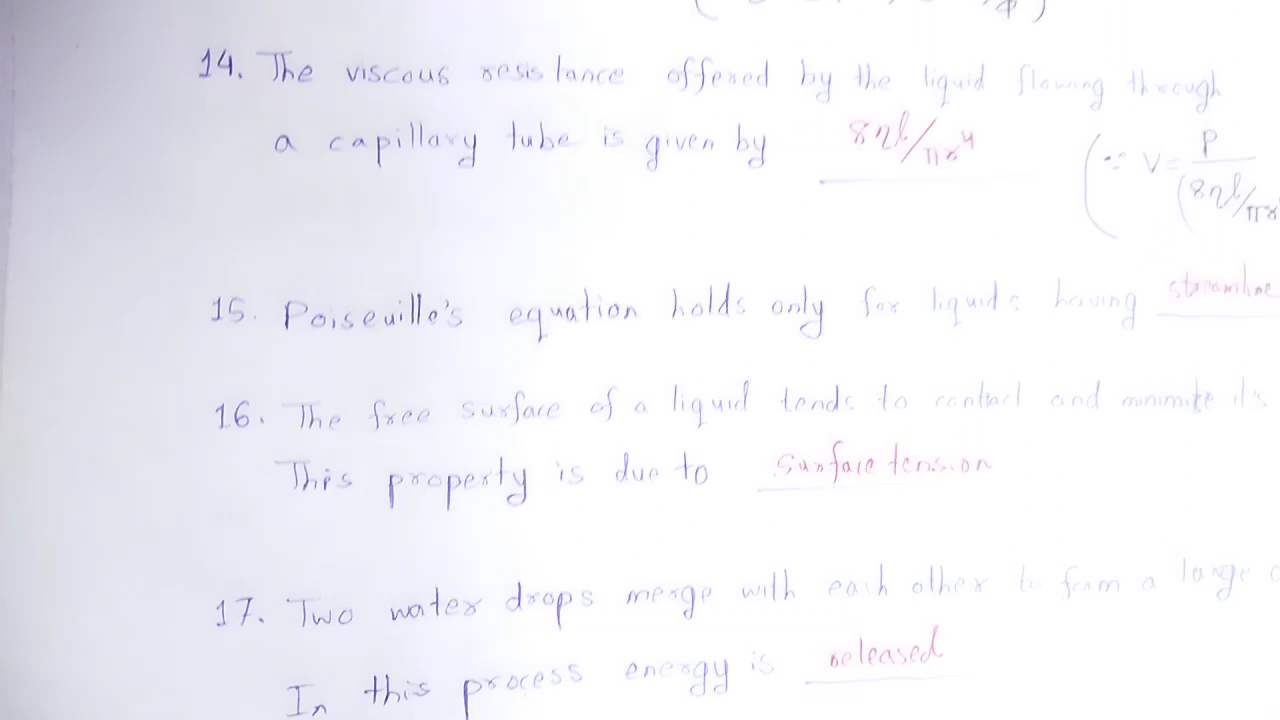 14. The viscous resistance offered by the liquid flowing through
a capillary tube is given by 8ηl/πr⁴ (∵ V = P/(8ηl/πr
15. Poiseuille's equation holds only for liquids having streamline
16. The free surface of a liquid tends to contract and minimize it's
This property is due to surface tension
17. Two water drops merge with each other to form a large
In this process energy is released